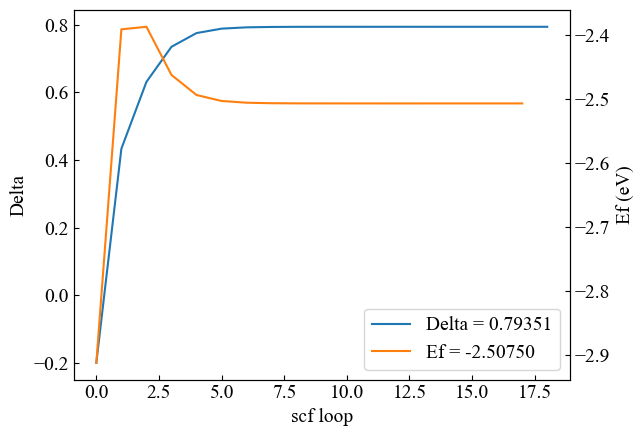 0.8
0.6
0.4
0.2
0.0
−0.2
Delta
−2.4
−2.5
−2.6
−2.7
−2.8
−2.9
Ef (eV)
Delta = 0.79351
Ef = -2.50750
0.0 2.5 5.0 7.5 10.0 12.5 15.0 17.5
scf loop